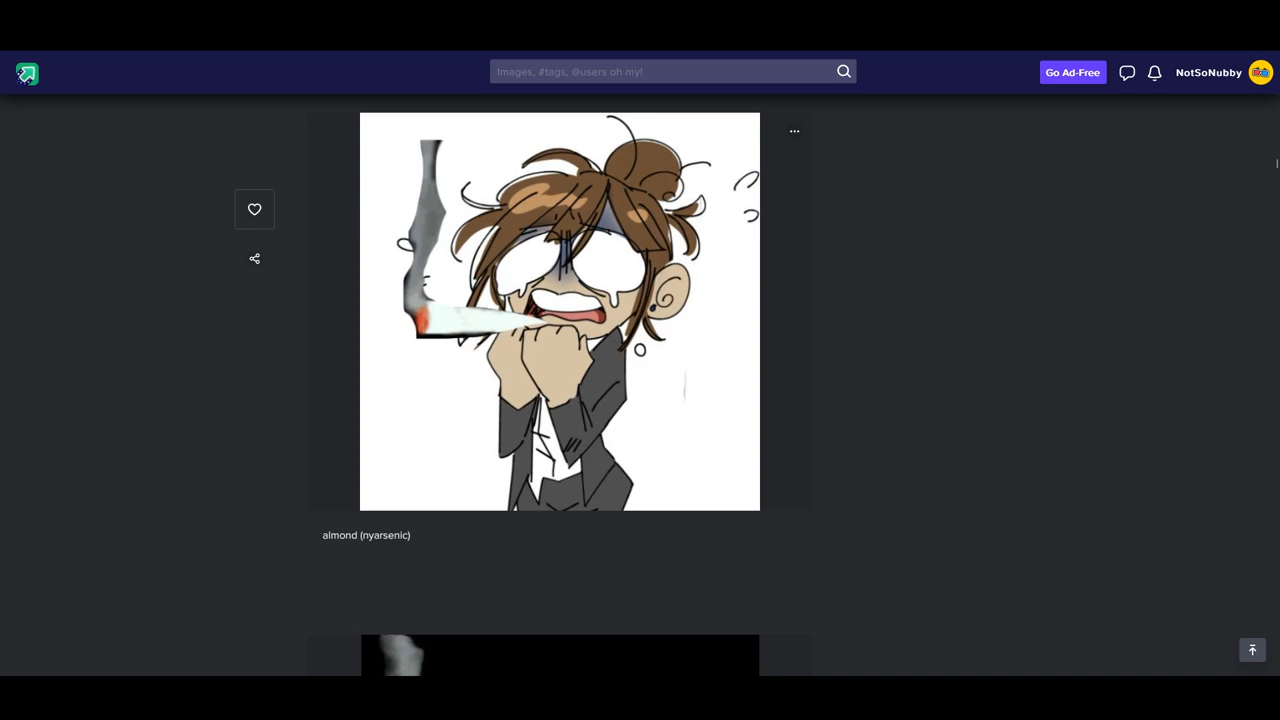 Images, #tags, @users oh my!
Go Ad-Free
NotSoNubby
almond (nyarsenic)